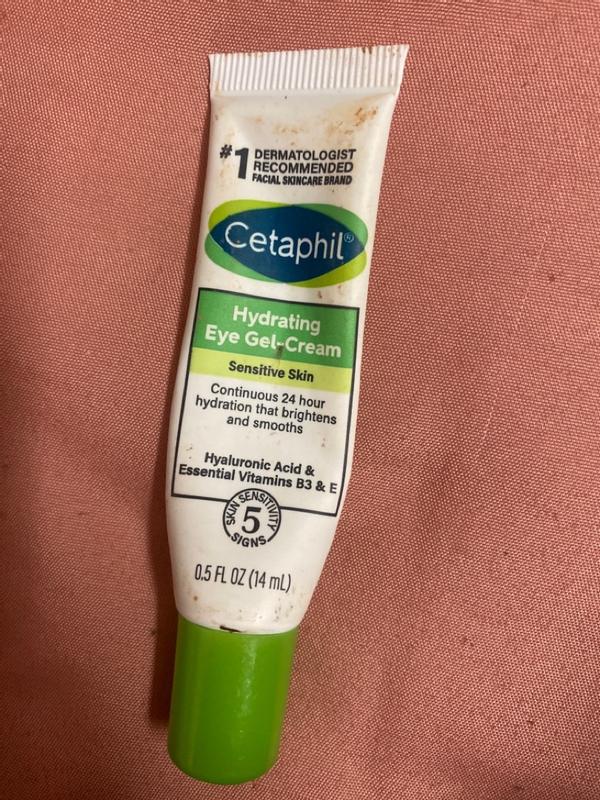 #1 DERMATOLOGIST
RECOMMENDED
FACIAL SKINCARE BRAND
Cetaphil®
Hydrating
Eye Gel-Cream
Sensitive Skin
Continuous 24 hour
hydration that brightens
and smooths
Hyaluronic Acid &
Essential Vitamins B3 & E
SKIN SENSITIVITY
5
SIGNS
0.5 FL OZ (14 mL)